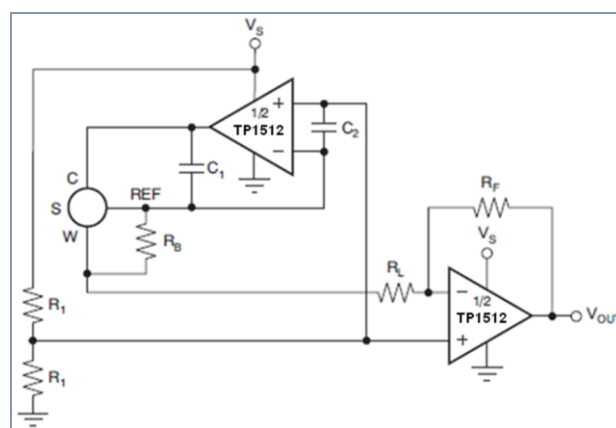 V_S
1/2
+
TP1512
−
C_2
C_1
C
REF
S
W
R_B
R_F
V_S
R_L
−
1/2
TP1512
+
V_OUT
R_1
R_1